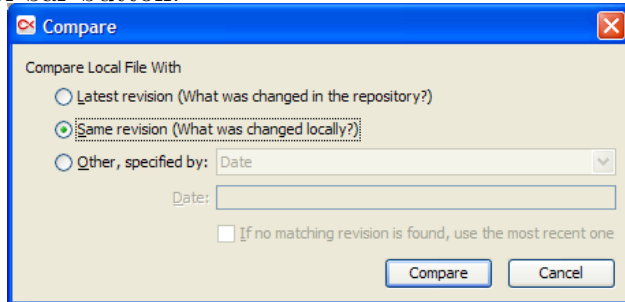 Compare
Compare Local File With
Latest revision (What was changed in the repository?)
Same revision (What was changed locally?)
Other, specified by: Date
Date:
If no matching revision is found, use the most recent one
Compare Cancel